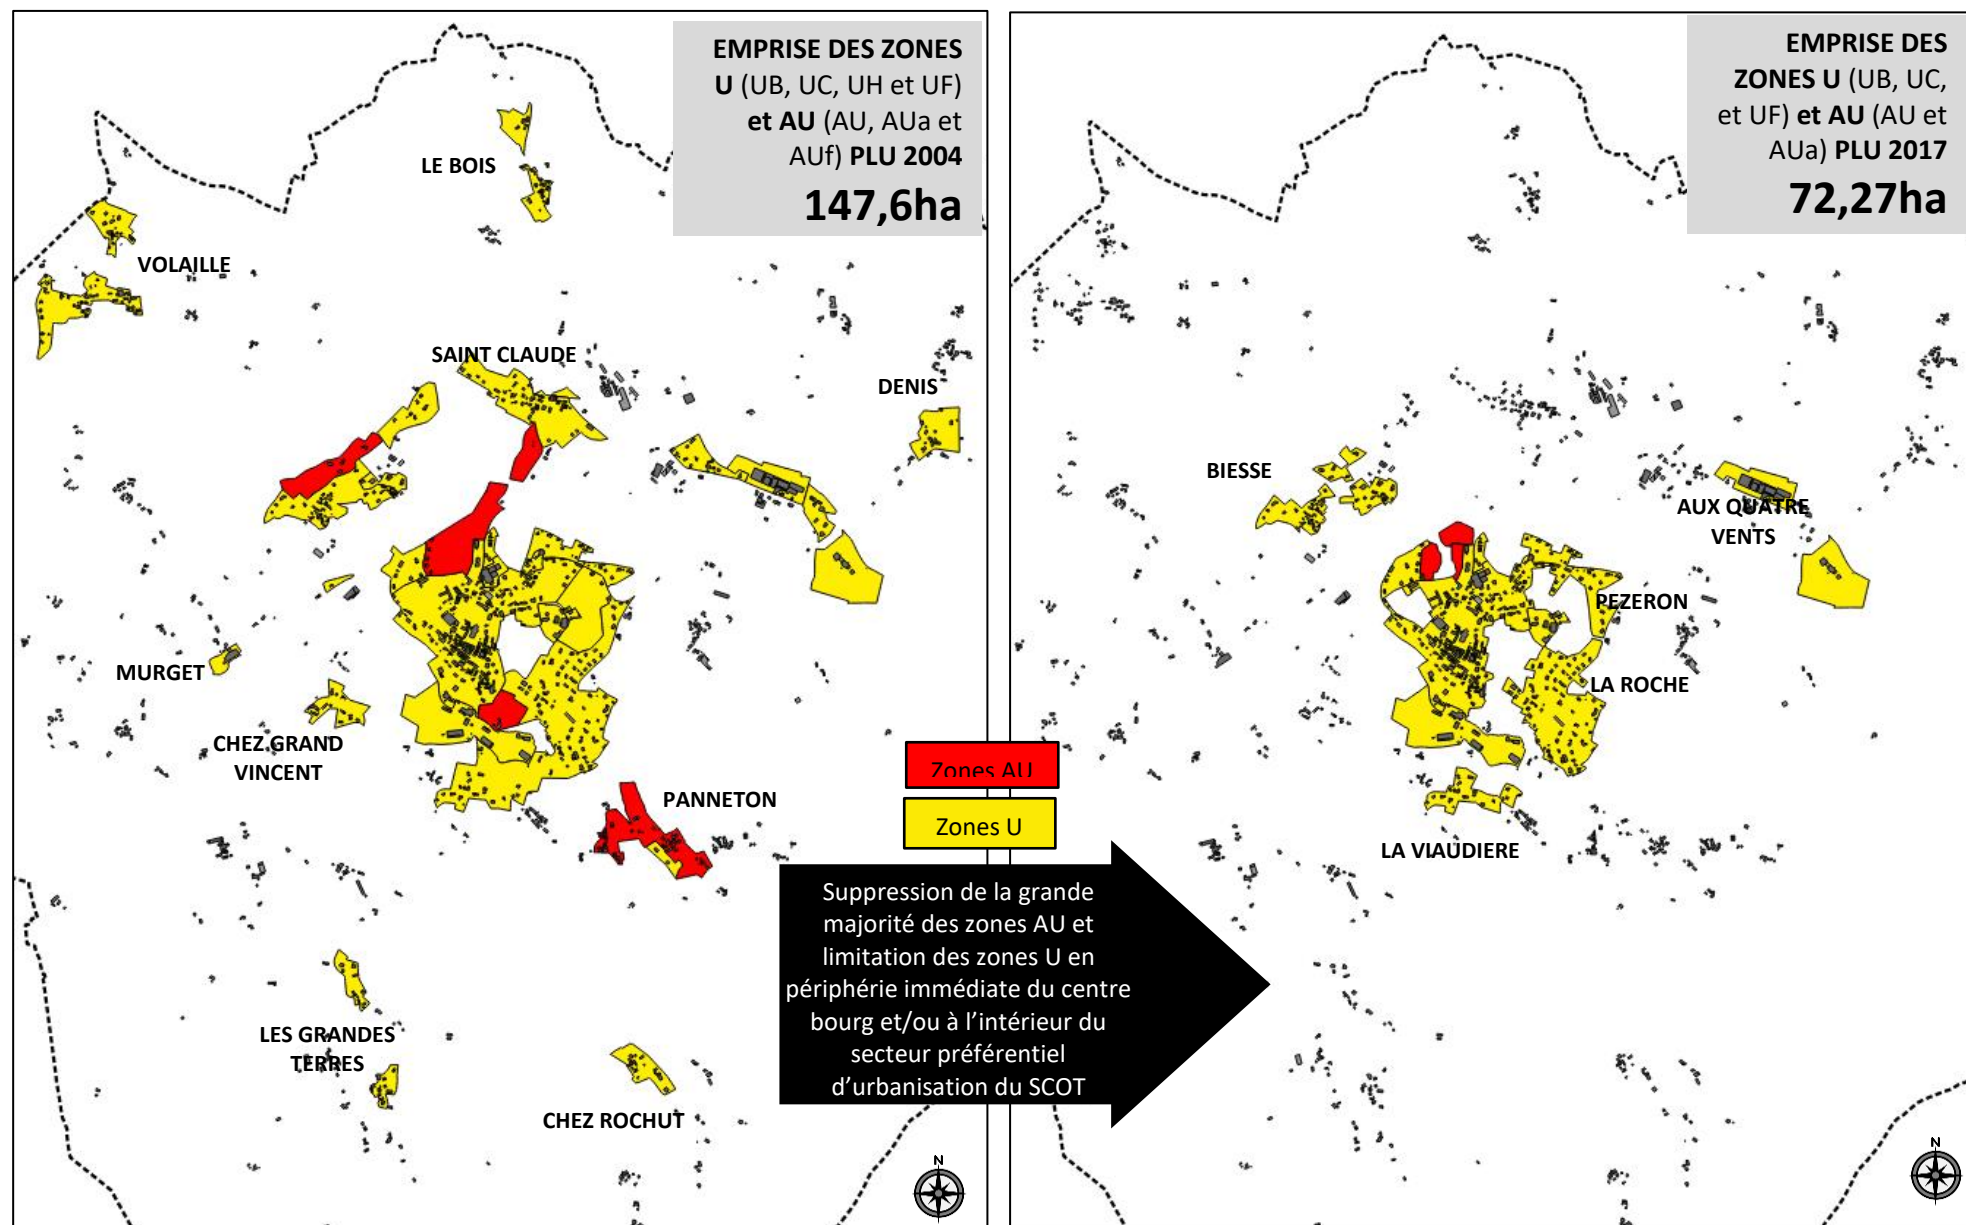 EMPRISE DES ZONES
U (UB, UC, UH et UF)
et AU (AU, AUa et
AUf) PLU 2004
147,6ha
LE BOIS
VOLAILLE
SAINT CLAUDE
DENIS
MURGET
CHEZ GRAND
VINCENT
PANNETON
LES GRANDES
TERRES
CHEZ ROCHUT
N
Zones AU
Zones U
Suppression de la grande
majorité des zones AU et
limitation des zones U en
périphérie immédiate du centre
bourg et/ou à l’intérieur du
secteur préférentiel
d’urbanisation du SCOT
EMPRISE DES
ZONES U (UB, UC,
et UF) et AU (AU et
AUa) PLU 2017
72,27ha
BIESSE
AUX QUATRE
VENTS
PEZERON
LA ROCHE
LA VIAUDIERE
N